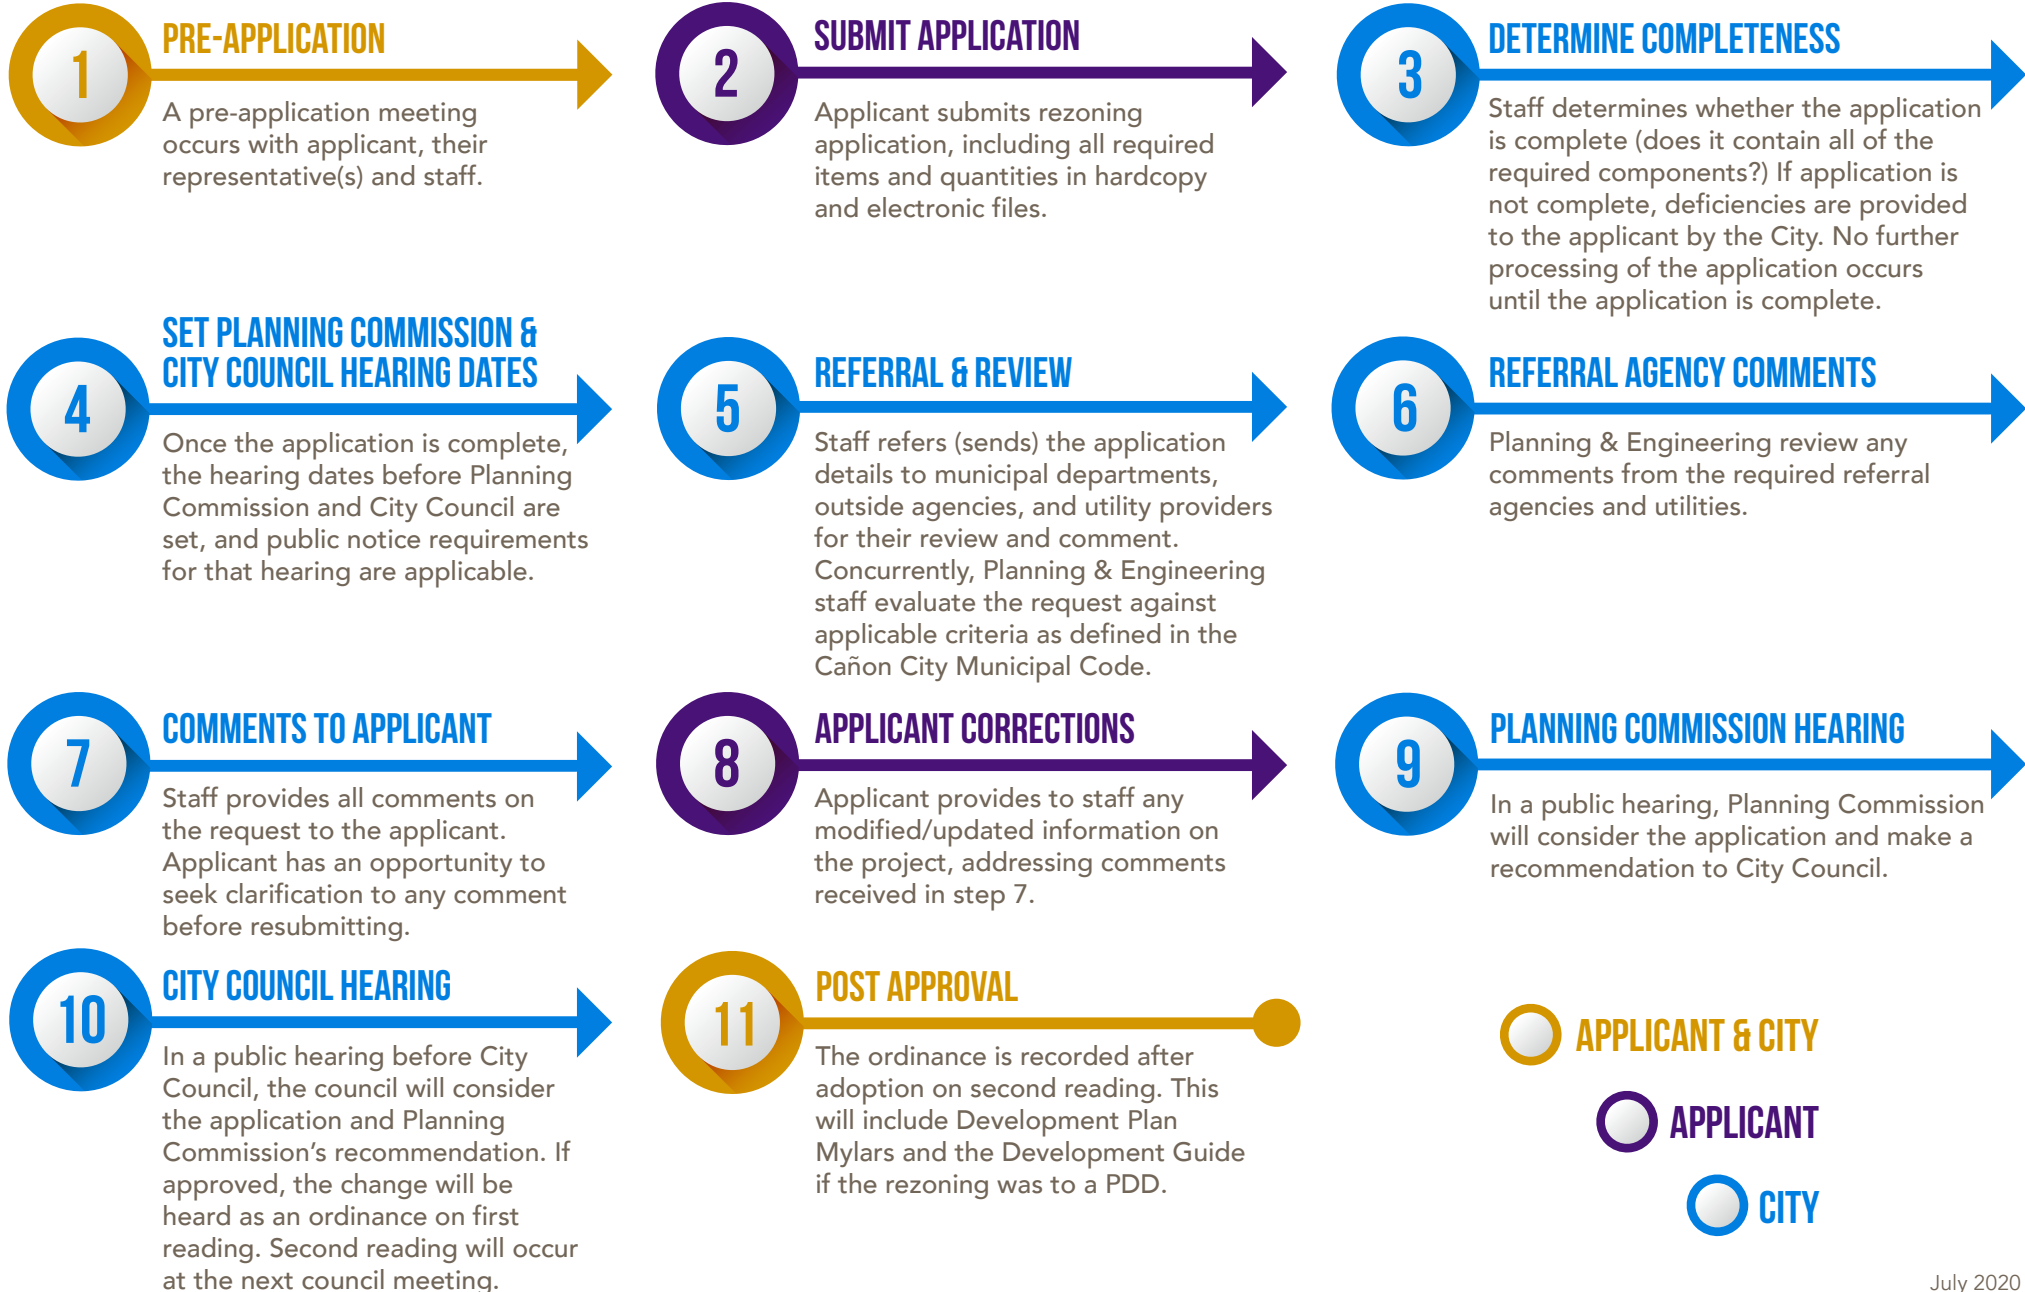 1
PRE-APPLICATION
A pre-application meeting
occurs with applicant, their
representative(s) and staff.
2
SUBMIT APPLICATION
Applicant submits rezoning
application, including all required
items and quantities in hardcopy
and electronic files.
3
DETERMINE COMPLETENESS
Staff determines whether the application
is complete (does it contain all of the
required components?) If application is
not complete, deficiencies are provided
to the applicant by the City. No further
processing of the application occurs
until the application is complete.
4
SET PLANNING COMMISSION &
CITY COUNCIL HEARING DATES
Once the application is complete,
the hearing dates before Planning
Commission and City Council are
set, and public notice requirements
for that hearing are applicable.
5
REFERRAL & REVIEW
Staff refers (sends) the application
details to municipal departments,
outside agencies, and utility providers
for their review and comment.
Concurrently, Planning & Engineering
staff evaluate the request against
applicable criteria as defined in the
Cañon City Municipal Code.
6
REFERRAL AGENCY COMMENTS
Planning & Engineering review any
comments from the required referral
agencies and utilities.
7
COMMENTS TO APPLICANT
Staff provides all comments on
the request to the applicant.
Applicant has an opportunity to
seek clarification to any comment
before resubmitting.
8
APPLICANT CORRECTIONS
Applicant provides to staff any
modified/updated information on
the project, addressing comments
received in step 7.
9
PLANNING COMMISSION HEARING
In a public hearing, Planning Commission
will consider the application and make a
recommendation to City Council.
10
CITY COUNCIL HEARING
In a public hearing before City
Council, the council will consider
the application and Planning
Commission’s recommendation. If
approved, the change will be
heard as an ordinance on first
reading. Second reading will occur
at the next council meeting.
11
POST APPROVAL
The ordinance is recorded after
adoption on second reading. This
will include Development Plan
Mylars and the Development Guide
if the rezoning was to a PDD.
APPLICANT & CITY
APPLICANT
CITY
July 2020